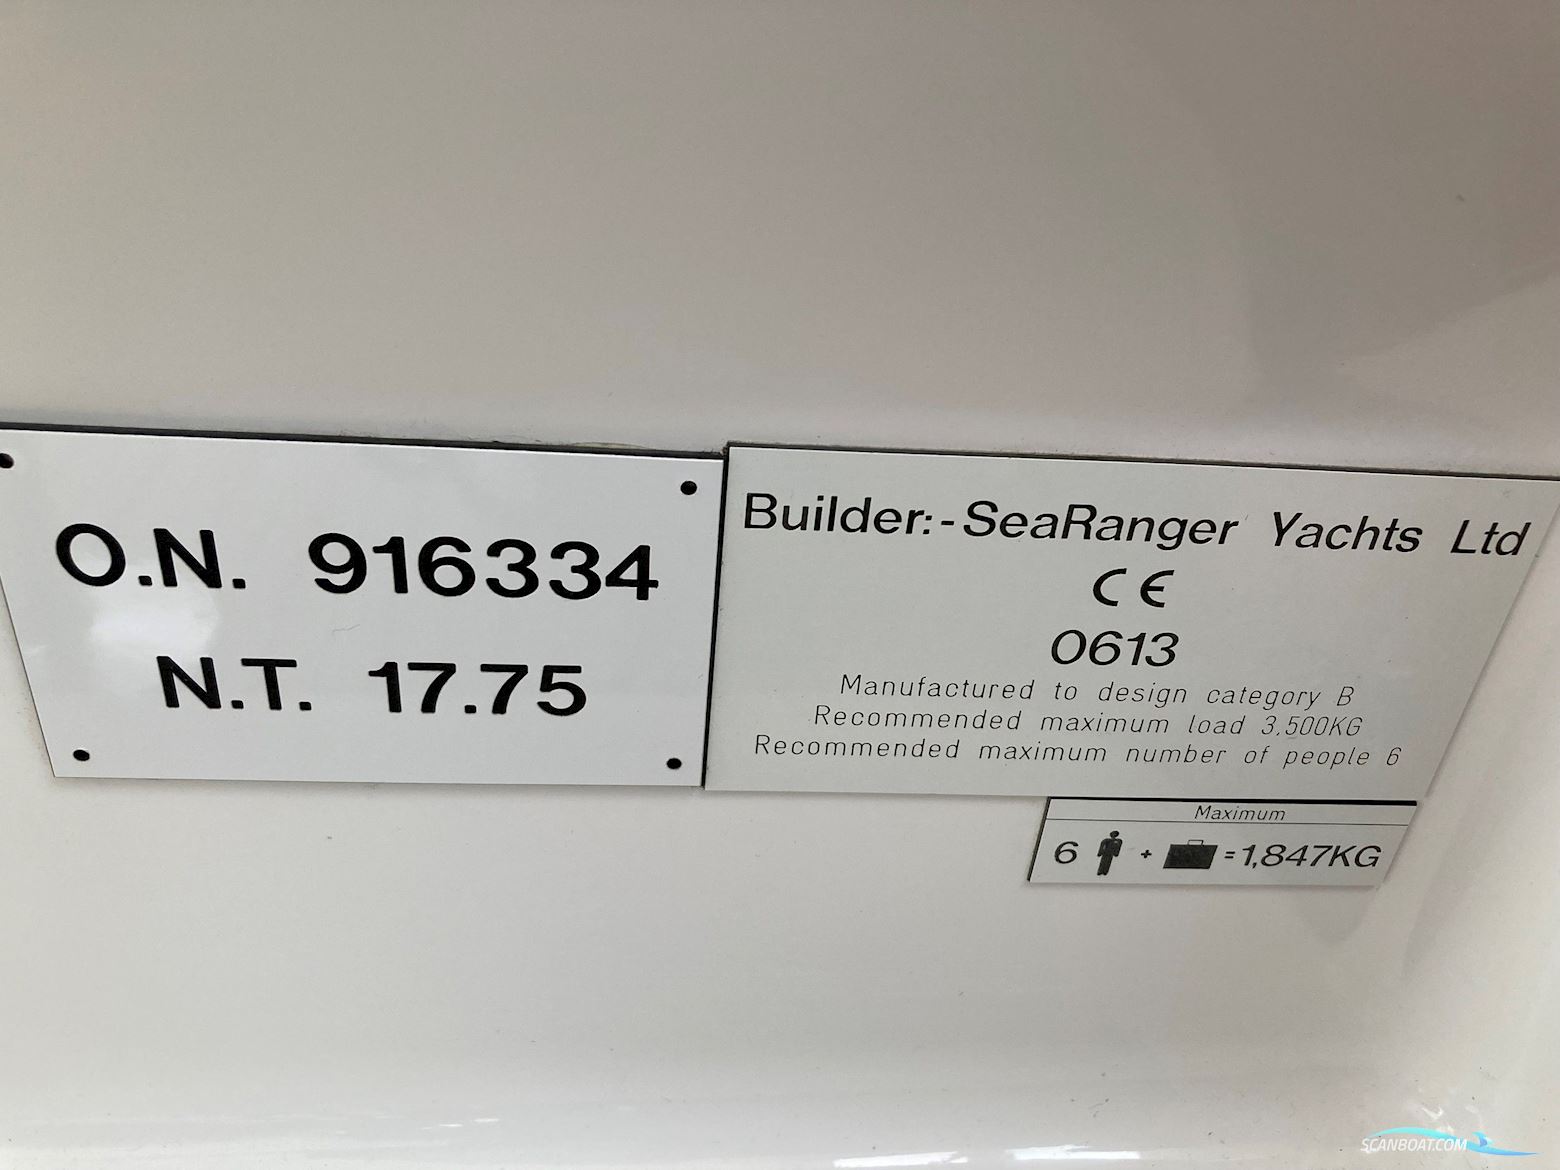 O.N. 916334
N.T. 17.75
Builder:-SeaRanger Yachts Ltd
CE
0613
Manufactured to design category B
Recommended maximum load 3,500KG
Recommended maximum number of people 6
Maximum
6 + =1,847KG
SCANBOAT.COM